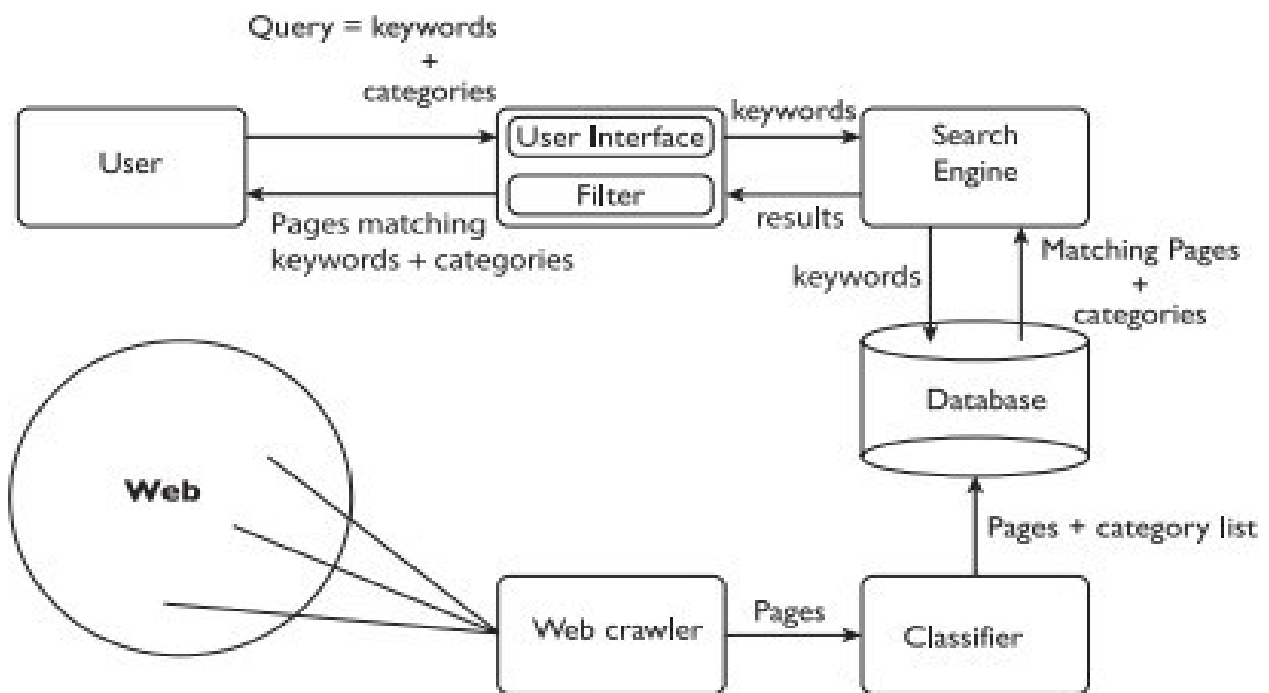 Query = keywords
+
categories
User
User Interface
Filter
keywords
results
Search
Engine
Pages matching
keywords + categories
keywords
Matching Pages
+
categories
Database
Web
Pages + category list
Web crawler
Pages
Classifier